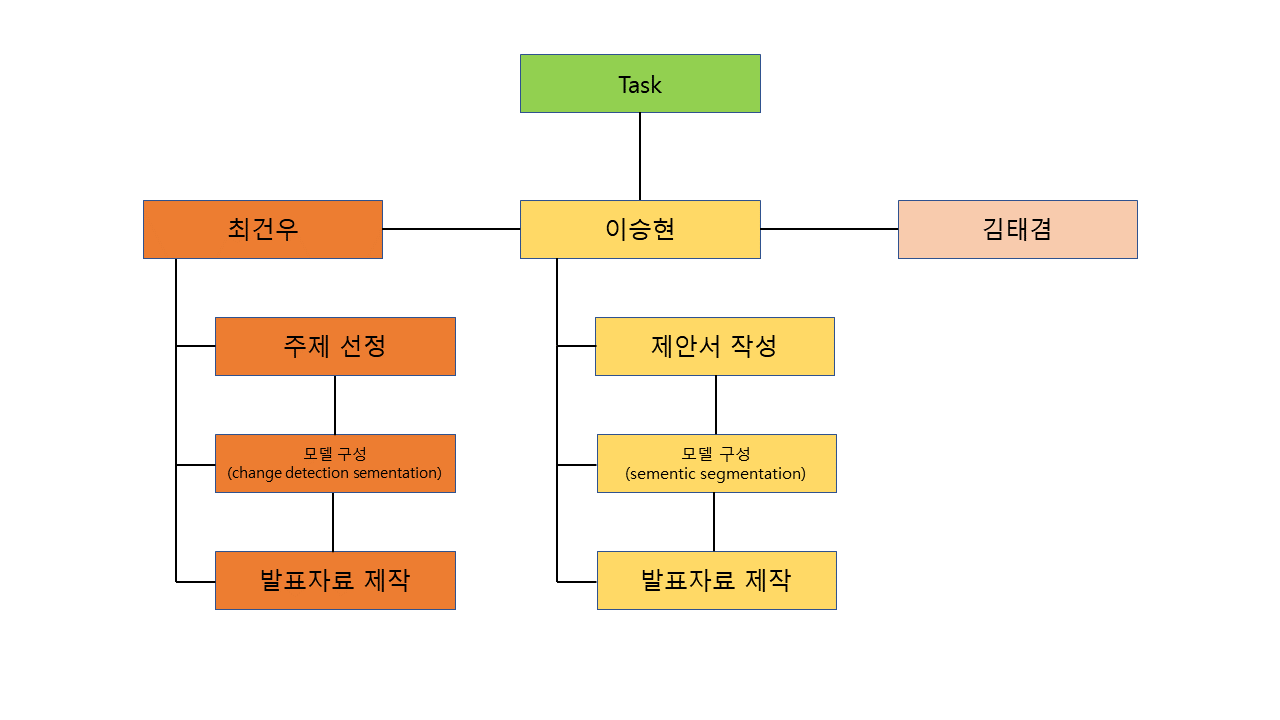 Task
최건우
이승현
김태겸
주제 선정
모델 구성
(change detection sementation)
발표자료 제작
제안서 작성
모델 구성
(sementic segmentation)
발표자료 제작